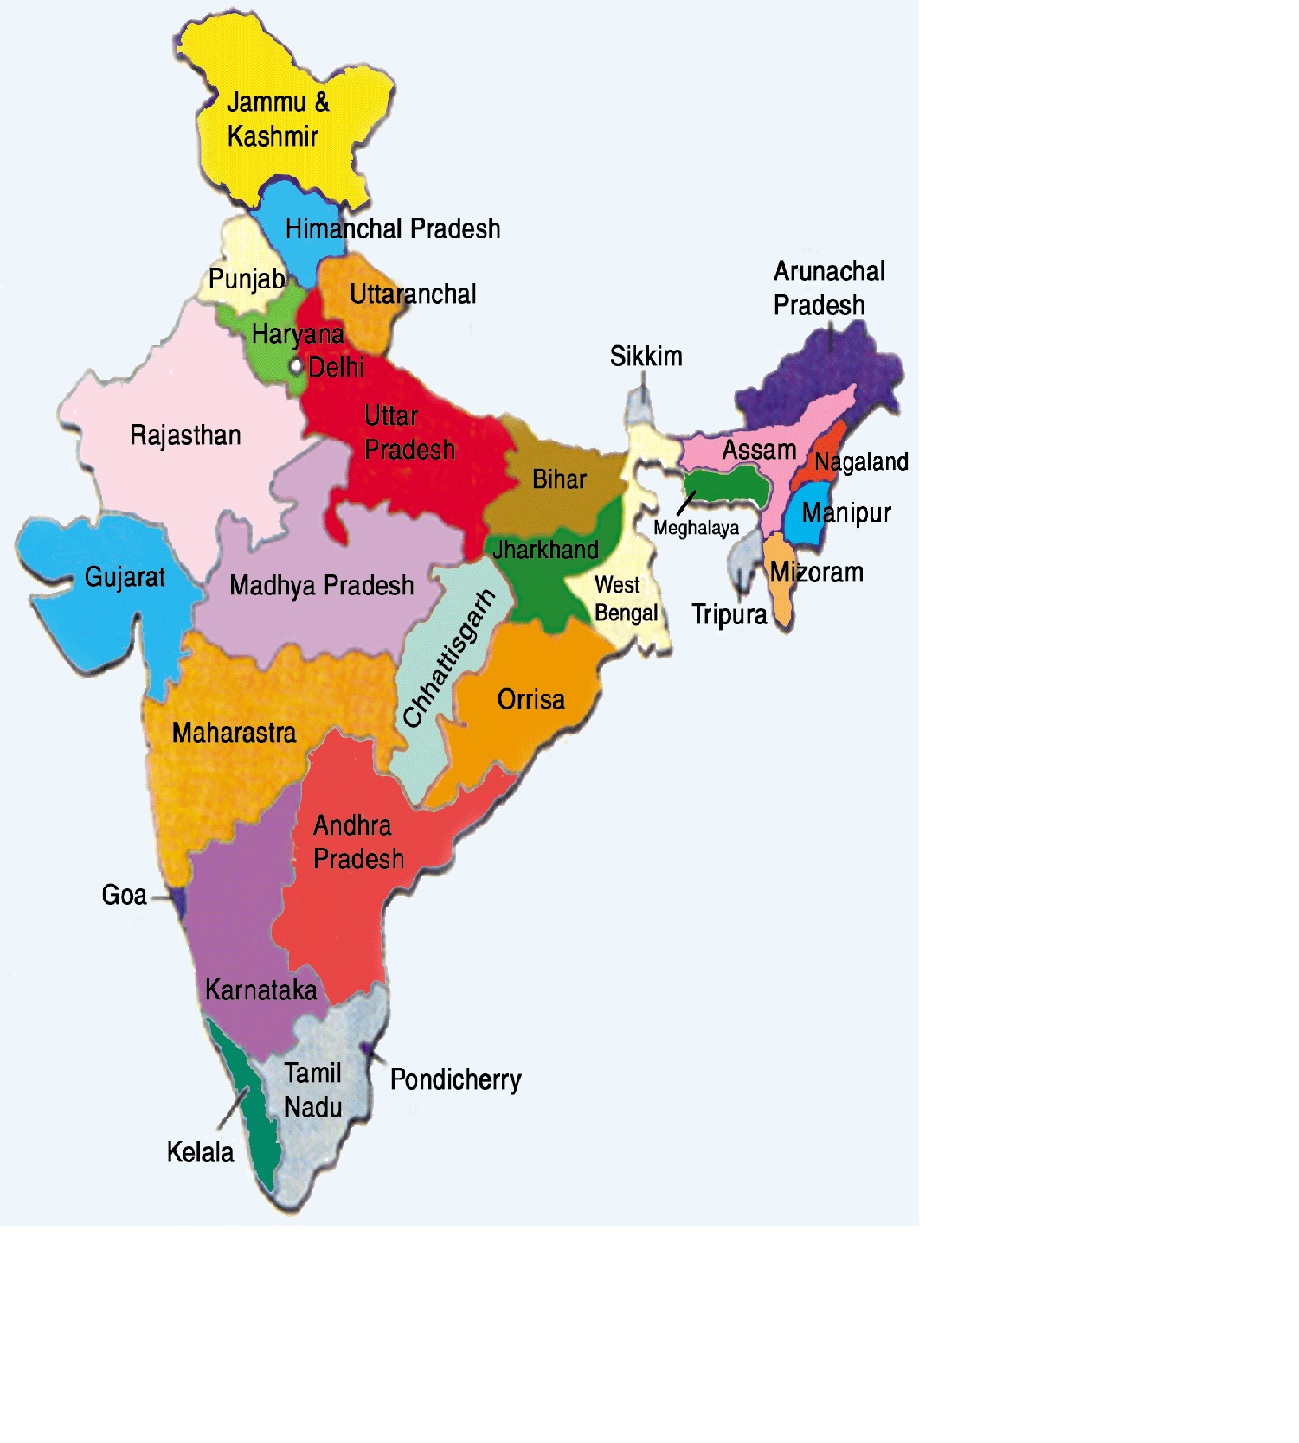 Jammu &
Kashmir
Himanchal Pradesh
Punjab
Uttaranchal
Haryana
Delhi
Arunachal
Pradesh
Sikkim
Rajasthan
Uttar
Pradesh
Bihar
Assam
Nagaland
Meghalaya
Manipur
Jharkhand
Gujarat
Madhya Pradesh
West
Bengal
Mizoram
Tripura
Chhattisgarh
Orrisa
Maharastra
Andhra
Pradesh
Goa
Karnataka
Tamil
Nadu
Pondicherry
Kelala